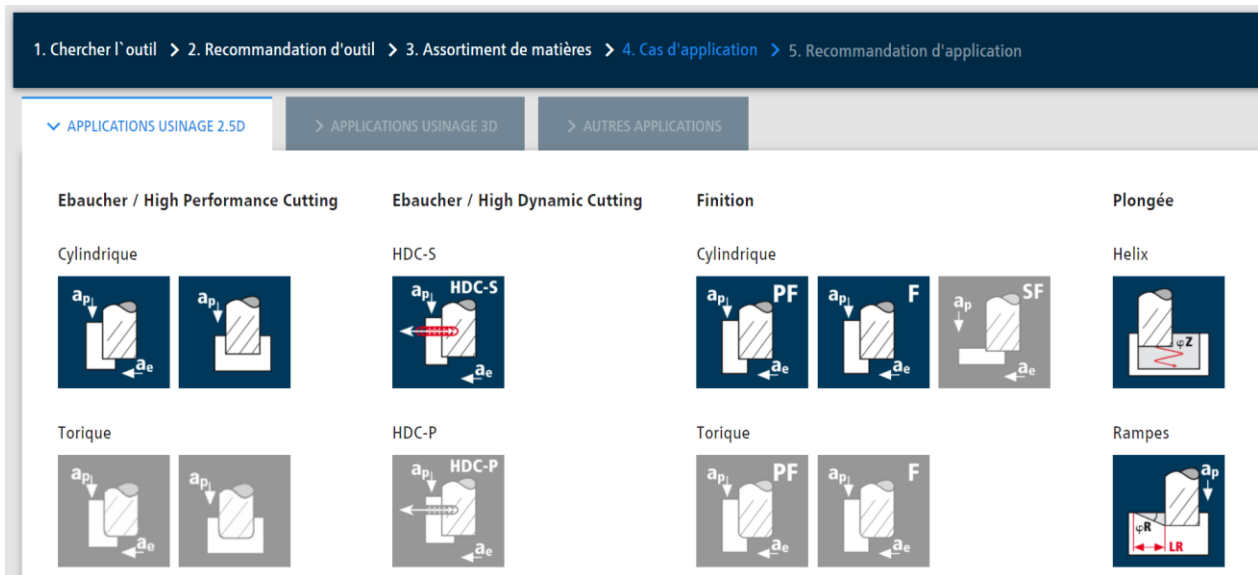 1. Chercher l`outil > 2. Recommandation d'outil > 3. Assortiment de matières > 4. Cas d'application > 5. Recommandation d'application
APPLICATIONS USINAGE 2.5D > APPLICATIONS USINAGE 3D > AUTRES APPLICATIONS
Ebaucher / High Performance Cutting Ebaucher / High Dynamic Cutting Finition Plongée
Cylindrique HDC-S Cylindrique Helix
ap ap ap HDC-S ap PF ap F ap SF φZ
ae ae ae ae ae
Torique HDC-P Torique Rampes
ap ap ap HDC-P ap PF ap F ap
φR
ae ae ae ae LR